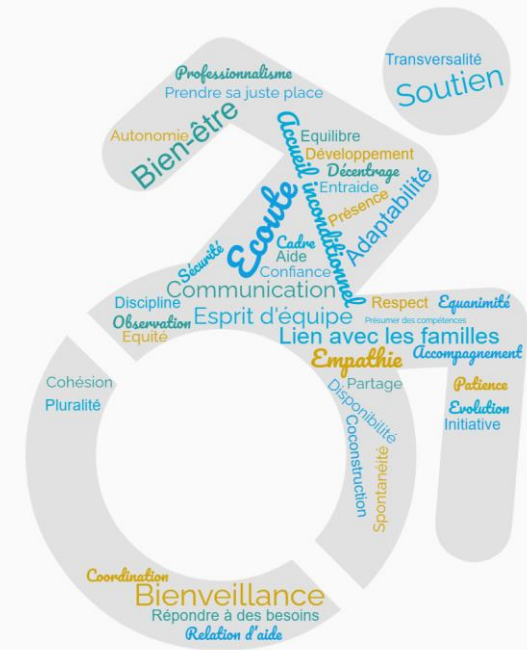 Transversalité
Soutien
Professionnalisme
Prendre sa juste place
Autonomie
Bien-être
Accueil inconditionnel
Equilibre
Développement
Décentrage
Entraide
Présence
Adaptabilité
Ecoute
Cadre
Aide
Confiance
Sécurité
Communication
Discipline
Observation
Esprit d'équipe
Equité
Respect
Equanimité
Présumer des compétences
Lien avec les familles
Empathie
Accompagnement
Partage
Patience
Disponibilité
Evolution
Initiative
Coconstruction
Spontanéité
Cohésion
Pluralité
Coordination
Bienveillance
Répondre à des besoins
Relation d'aide